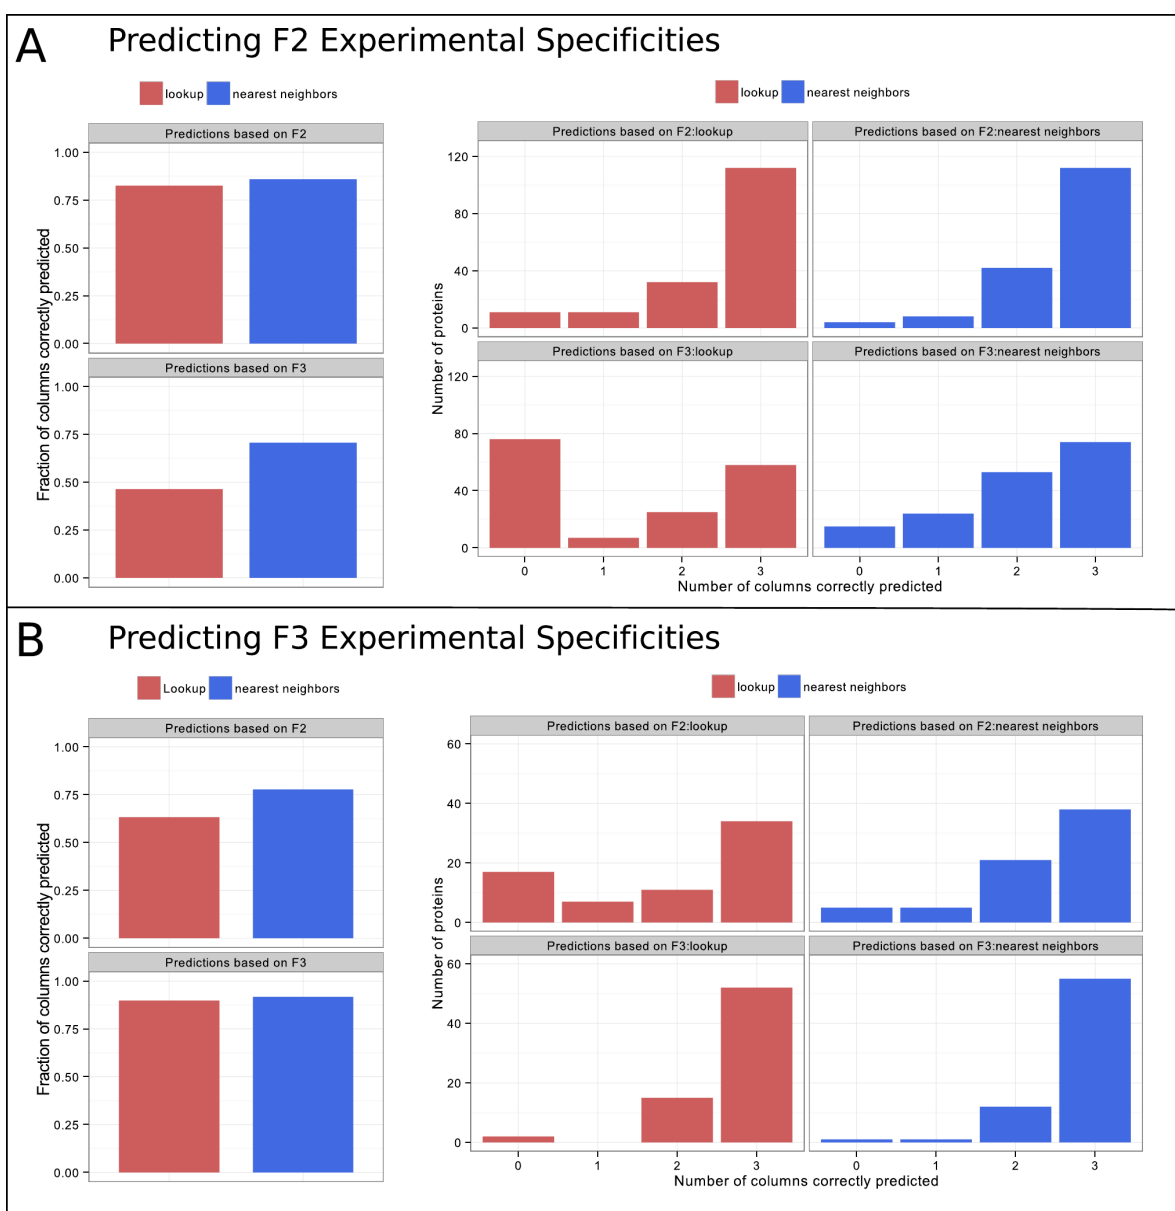 A Predicting F2 Experimental Specificities
lookup nearest neighbors
Predictions based on F2
1.00
0.75
0.50
0.25
0.00
Predictions based on F3
1.00
0.75
0.50
0.25
0.00
Fraction of columns correctly predicted
lookup nearest neighbors
Predictions based on F2:lookup Predictions based on F2:nearest neighbors
120
80
40
0
Predictions based on F3:lookup Predictions based on F3:nearest neighbors
120
80
40
0
Number of proteins
0 1 2 3 0 1 2 3
Number of columns correctly predicted
B Predicting F3 Experimental Specificities
Lookup nearest neighbors
Predictions based on F2
1.00
0.75
0.50
0.25
0.00
Predictions based on F3
1.00
0.75
0.50
0.25
0.00
Fraction of columns correctly predicted
lookup nearest neighbors
Predictions based on F2:lookup Predictions based on F2:nearest neighbors
60
40
20
0
Predictions based on F3:lookup Predictions based on F3:nearest neighbors
60
40
20
0
Number of proteins
0 1 2 3 0 1 2 3
Number of columns correctly predicted